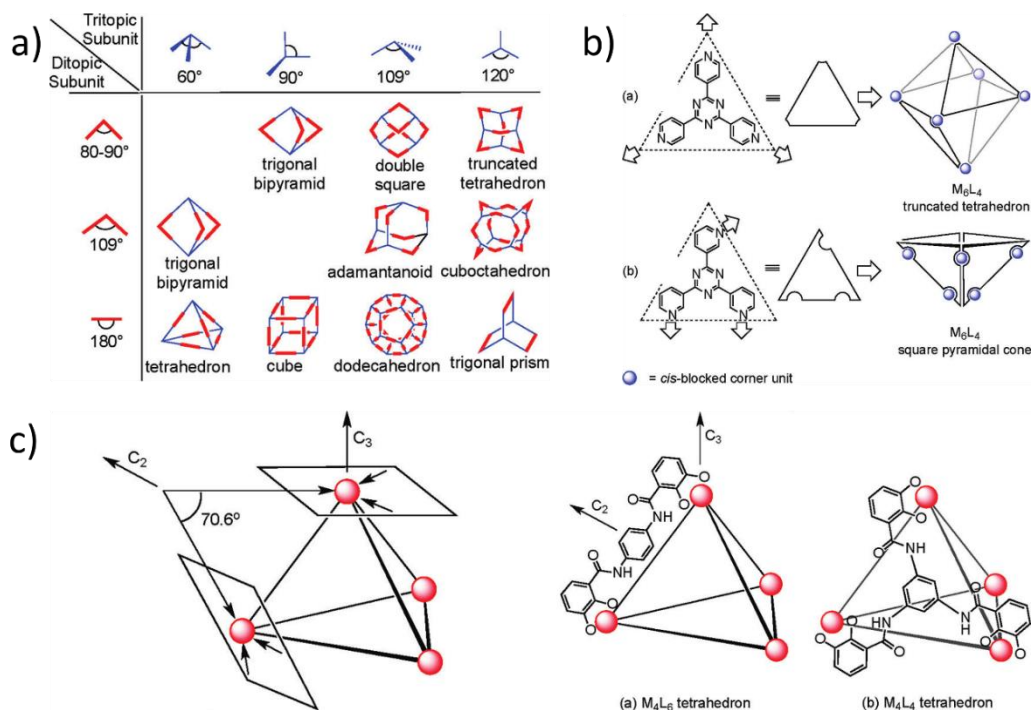 a)
Tritopic
Subunit
Ditopic
Subunit
60°
90°
109°
120°
80-90°
trigonal
bipyramid
double
square
truncated
tetrahedron
109°
trigonal
bipyramid
adamantanoid
cuboctahedron
180°
tetrahedron
cube
dodecahedron
trigonal prism
b)
(a)
N
N
N
N
N
N
≡
M₆L₄
truncated tetrahedron
(b)
N
N
N
N
N
N
≡
M₆L₄
square pyramidal cone
= cis-blocked corner unit
c)
C₂
C₃
70.6°
C₃
C₂
O
O
O
NH
HN
O
O
O
(a) M₄L₆ tetrahedron
O
O
O
NH
N
H
HN
O
O
O
O
O
O
(b) M₄L₄ tetrahedron